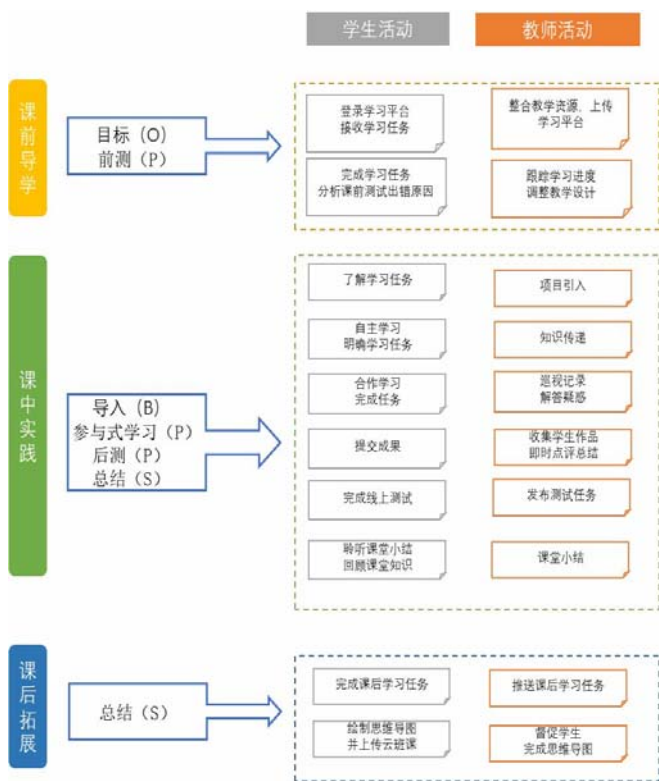 学生活动
教师活动
课前导学
目标（O）
前测（P）
登录学习平台
接收学习任务
整合教学资源、上传
学习平台
完成学习任务
分析课前测试出错原因
跟踪学习进度
调整教学设计
课中实践
导入（B）
参与式学习（P）
后测（P）
总结（S）
了解学习任务
项目引入
自主学习
明确学习任务
知识传递
合作学习
完成任务
巡视记录
解答疑惑
提交成果
收集学生作品
即时点评总结
完成线上测试
发布测试任务
聆听课堂小结
回顾课堂知识
课堂小结
课后拓展
总结（S）
完成课后学习任务
推送课后学习任务
绘制思维导图
并上传云班课
督促学生
完成思维导图